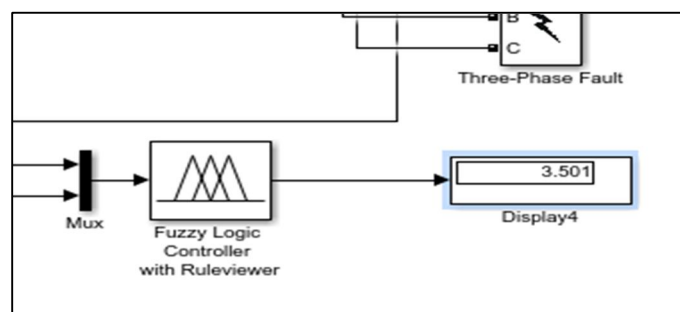 B
C
Three-Phase Fault
3.501
Mux
Display4
Fuzzy Logic
Controller
with Ruleviewer